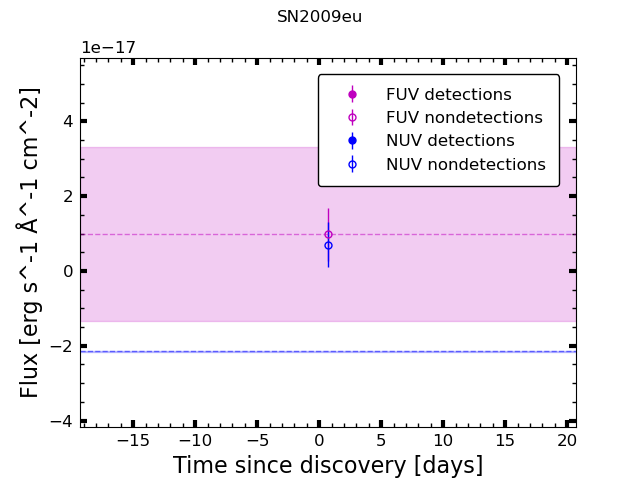 SN2009eu
1e−17
FUV detections
FUV nondetections
NUV detections
NUV nondetections
4
2
0
−2
−4
Flux [erg s^-1 Å^-1 cm^-2]
−15 −10 −5 0 5 10 15 20
Time since discovery [days]